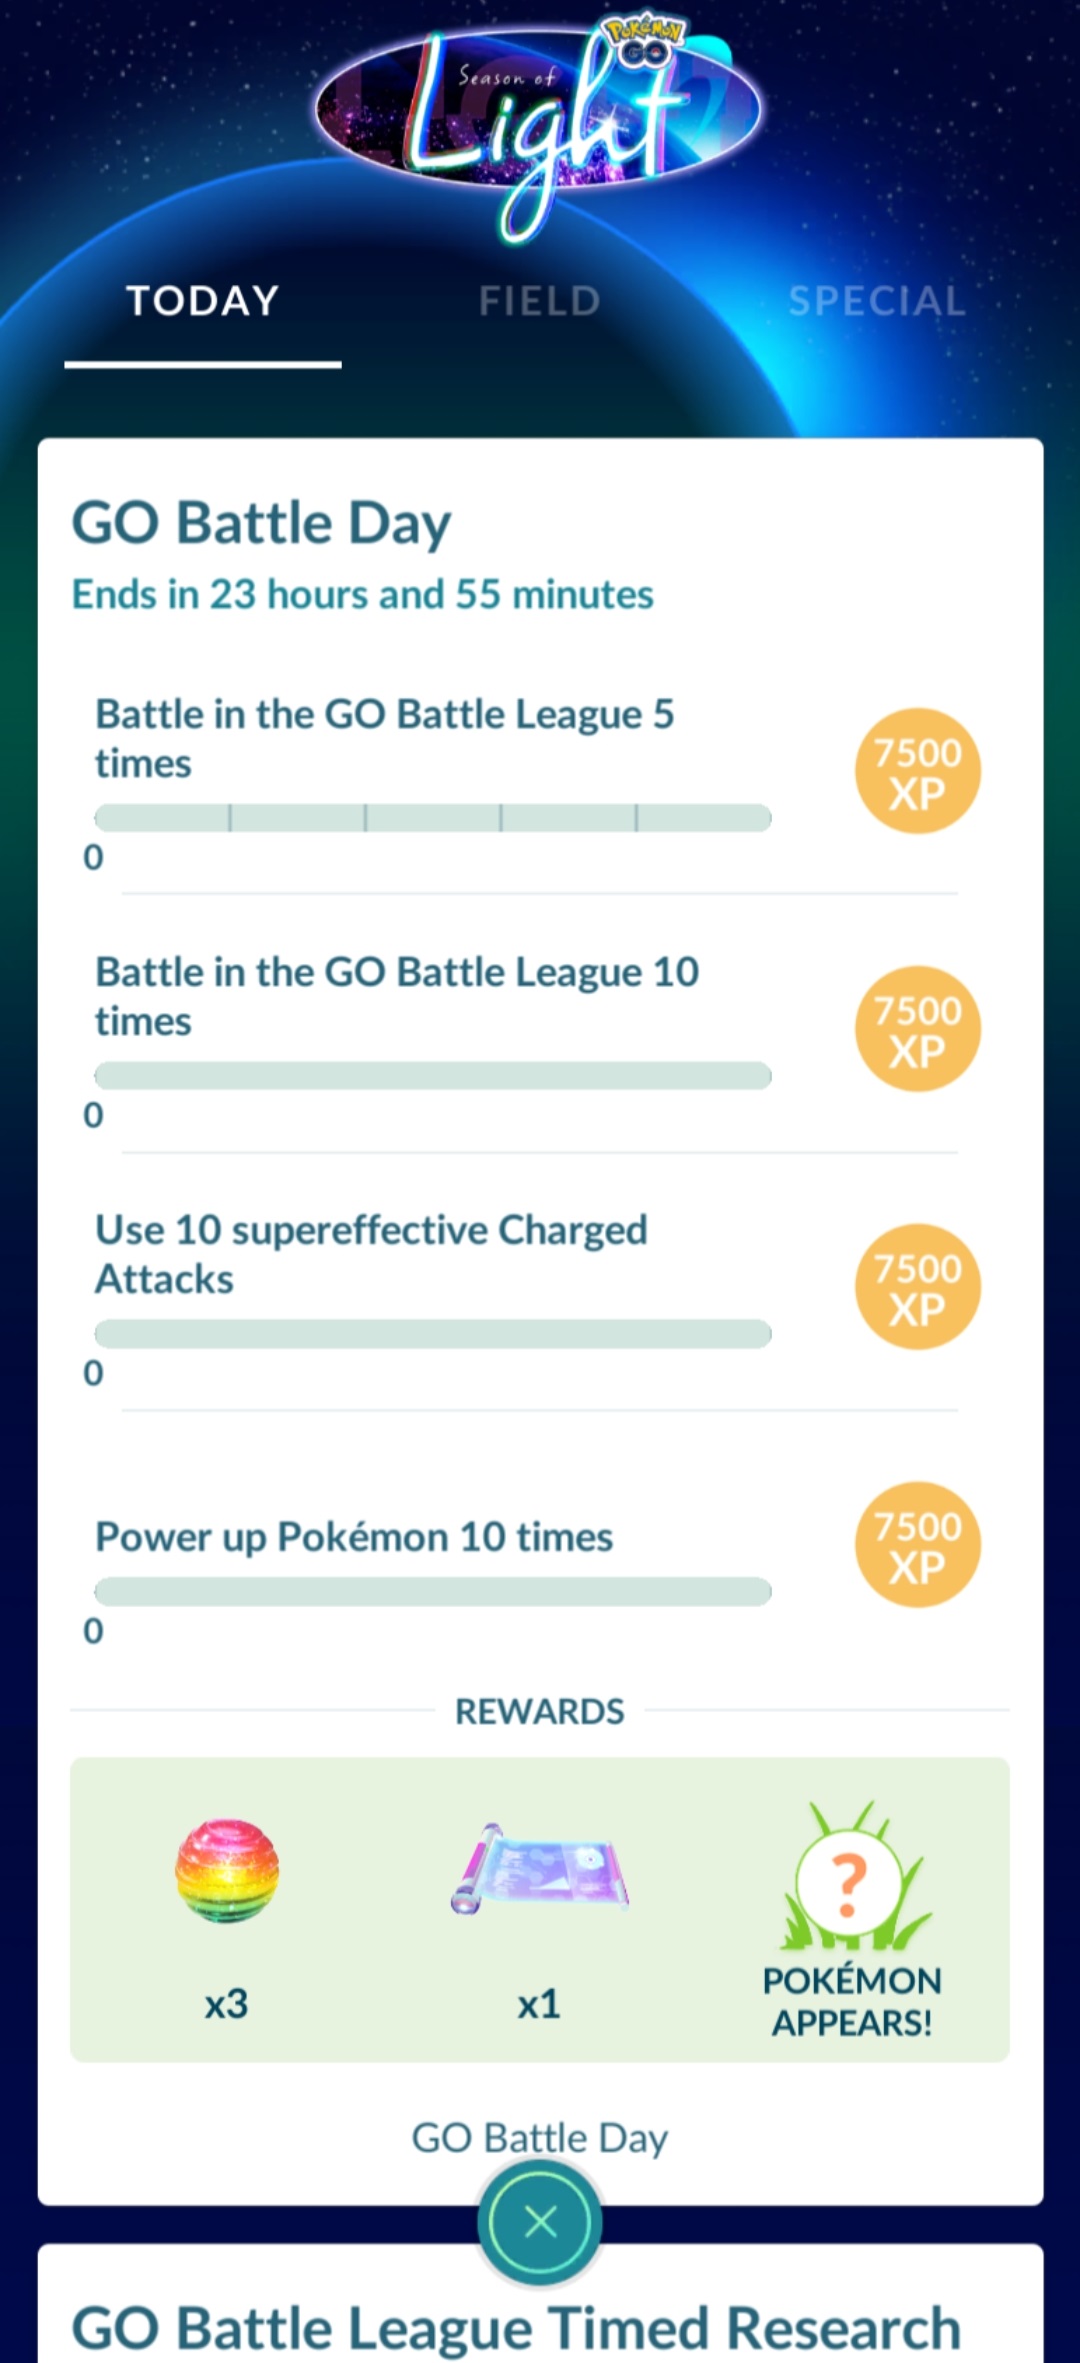 Pokémon
GO
Season of
Light
TODAY
FIELD
SPECIAL
GO Battle Day
Ends in 23 hours and 55 minutes
Battle in the GO Battle League 5
times
7500
XP
0
Battle in the GO Battle League 10
times
7500
XP
0
Use 10 supereffective Charged
Attacks
7500
XP
0
Power up Pokémon 10 times
7500
XP
0
REWARDS
x3
x1
?
POKÉMON
APPEARS!
GO Battle Day
GO Battle League Timed Research